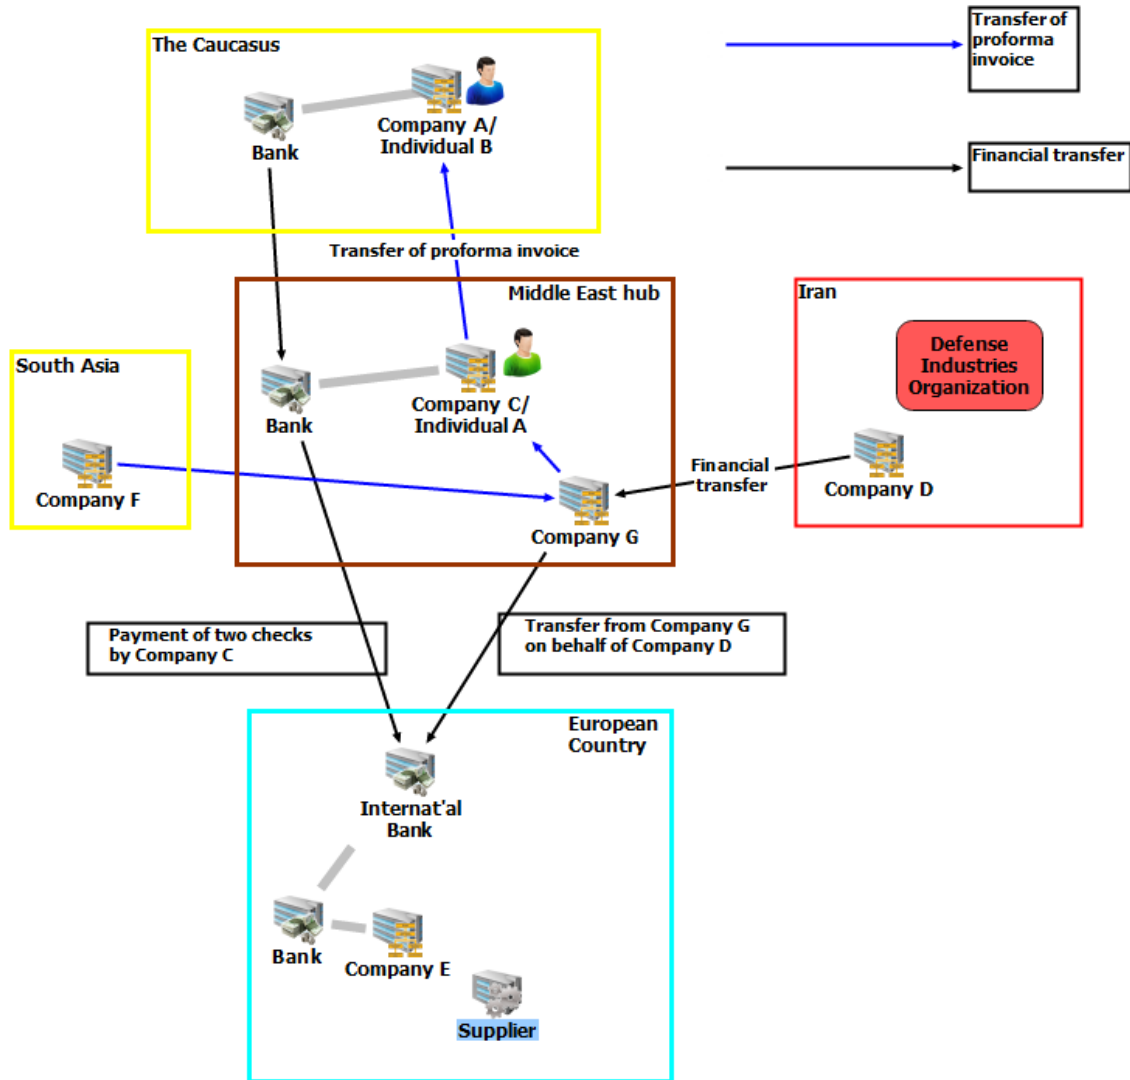 Transfer of
proforma
invoice
Financial transfer
The Caucasus
Company A/
Individual B
Bank
Transfer of proforma invoice
Middle East hub
Company C/
Individual A
Bank
Company G
South Asia
Company F
Iran
Defense
Industries
Organization
Company D
Financial
transfer
Payment of two checks
by Company C
Transfer from Company G
on behalf of Company D
European
Country
Internat'al
Bank
Bank
Company E
Supplier